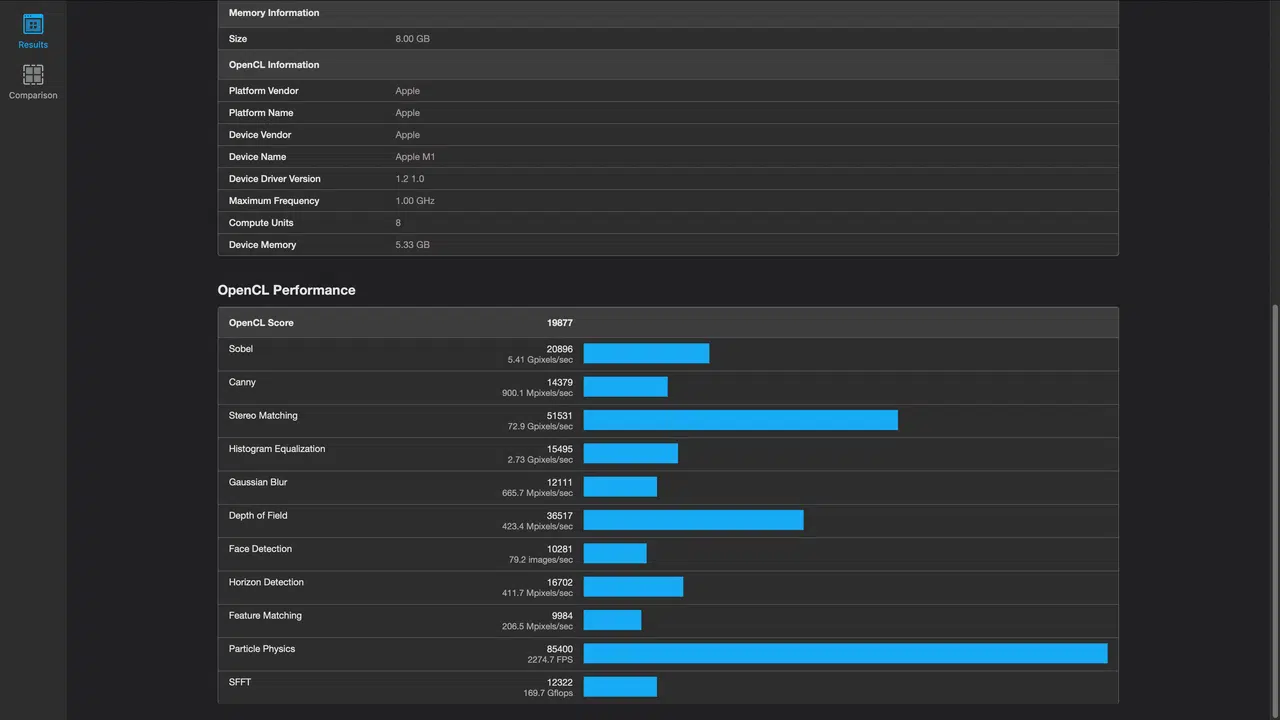 Results
Comparison
Memory Information
Size 8.00 GB
OpenCL Information
Platform Vendor Apple
Platform Name Apple
Device Vendor Apple
Device Name Apple M1
Device Driver Version 1.2 1.0
Maximum Frequency 1.00 GHz
Compute Units 8
Device Memory 5.33 GB
OpenCL Performance
OpenCL Score 19877
Sobel 20896
5.41 Gpixels/sec
Canny 14379
900.1 Mpixels/sec
Stereo Matching 51531
72.9 Gpixels/sec
Histogram Equalization 15495
2.73 Gpixels/sec
Gaussian Blur 12111
665.7 Mpixels/sec
Depth of Field 36517
423.4 Mpixels/sec
Face Detection 10281
79.2 images/sec
Horizon Detection 16702
411.7 Mpixels/sec
Feature Matching 9984
206.5 Mpixels/sec
Particle Physics 85400
2274.7 FPS
SFFT 12322
169.7 Gflops